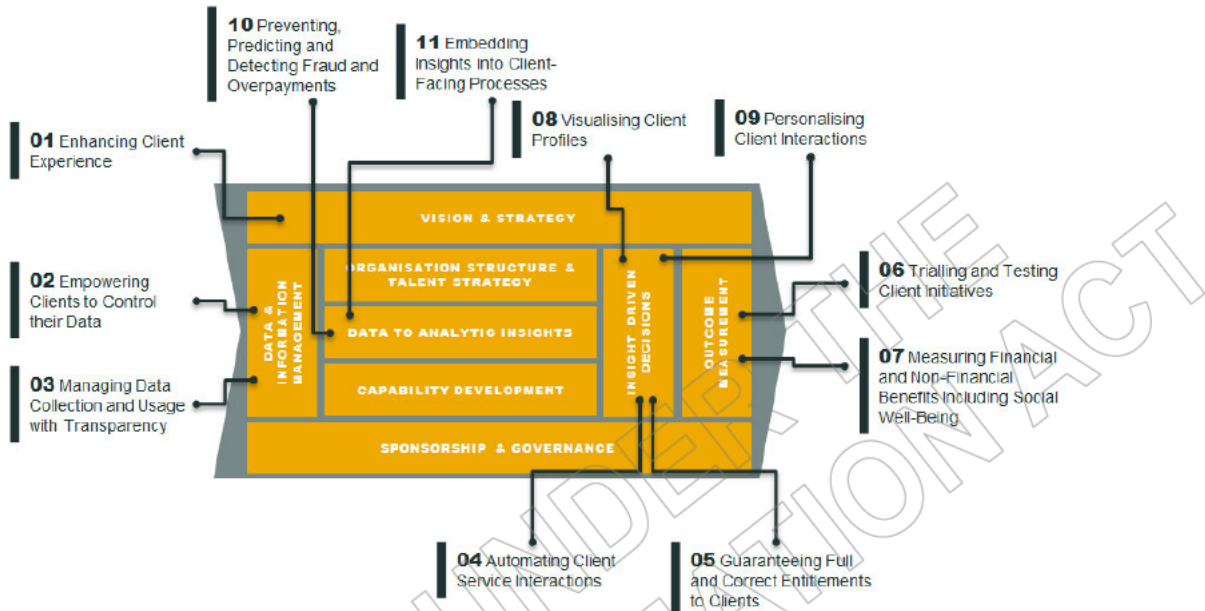 10 Preventing,
Predicting and
Detecting Fraud and
Overpayments
11 Embedding
Insights into Client-
Facing Processes
08 Visualising Client
Profiles
09 Personalising
Client Interactions
01 Enhancing Client
Experience
VISION & STRATEGY
02 Empowering
Clients to Control
their Data
03 Managing Data
Collection and Usage
with Transparency
DATA &
INFORMATION
MANAGEMENT
ORGANISATION STRUCTURE &
TALENT STRATEGY
DATA TO ANALYTIC INSIGHTS
CAPABILITY DEVELOPMENT
INSIGHT DRIVEN
DECISIONS
OUTCOME
MEASUREMENT
06 Trialling and Testing
Client Initiatives
07 Measuring Financial
and Non-Financial
Benefits Including Social
Well-Being
SPONSORSHIP & GOVERNANCE
04 Automating Client
Service Interactions
05 Guaranteeing Full
and Correct Entitlements
to Clients
UNDER THE
ATION ACT